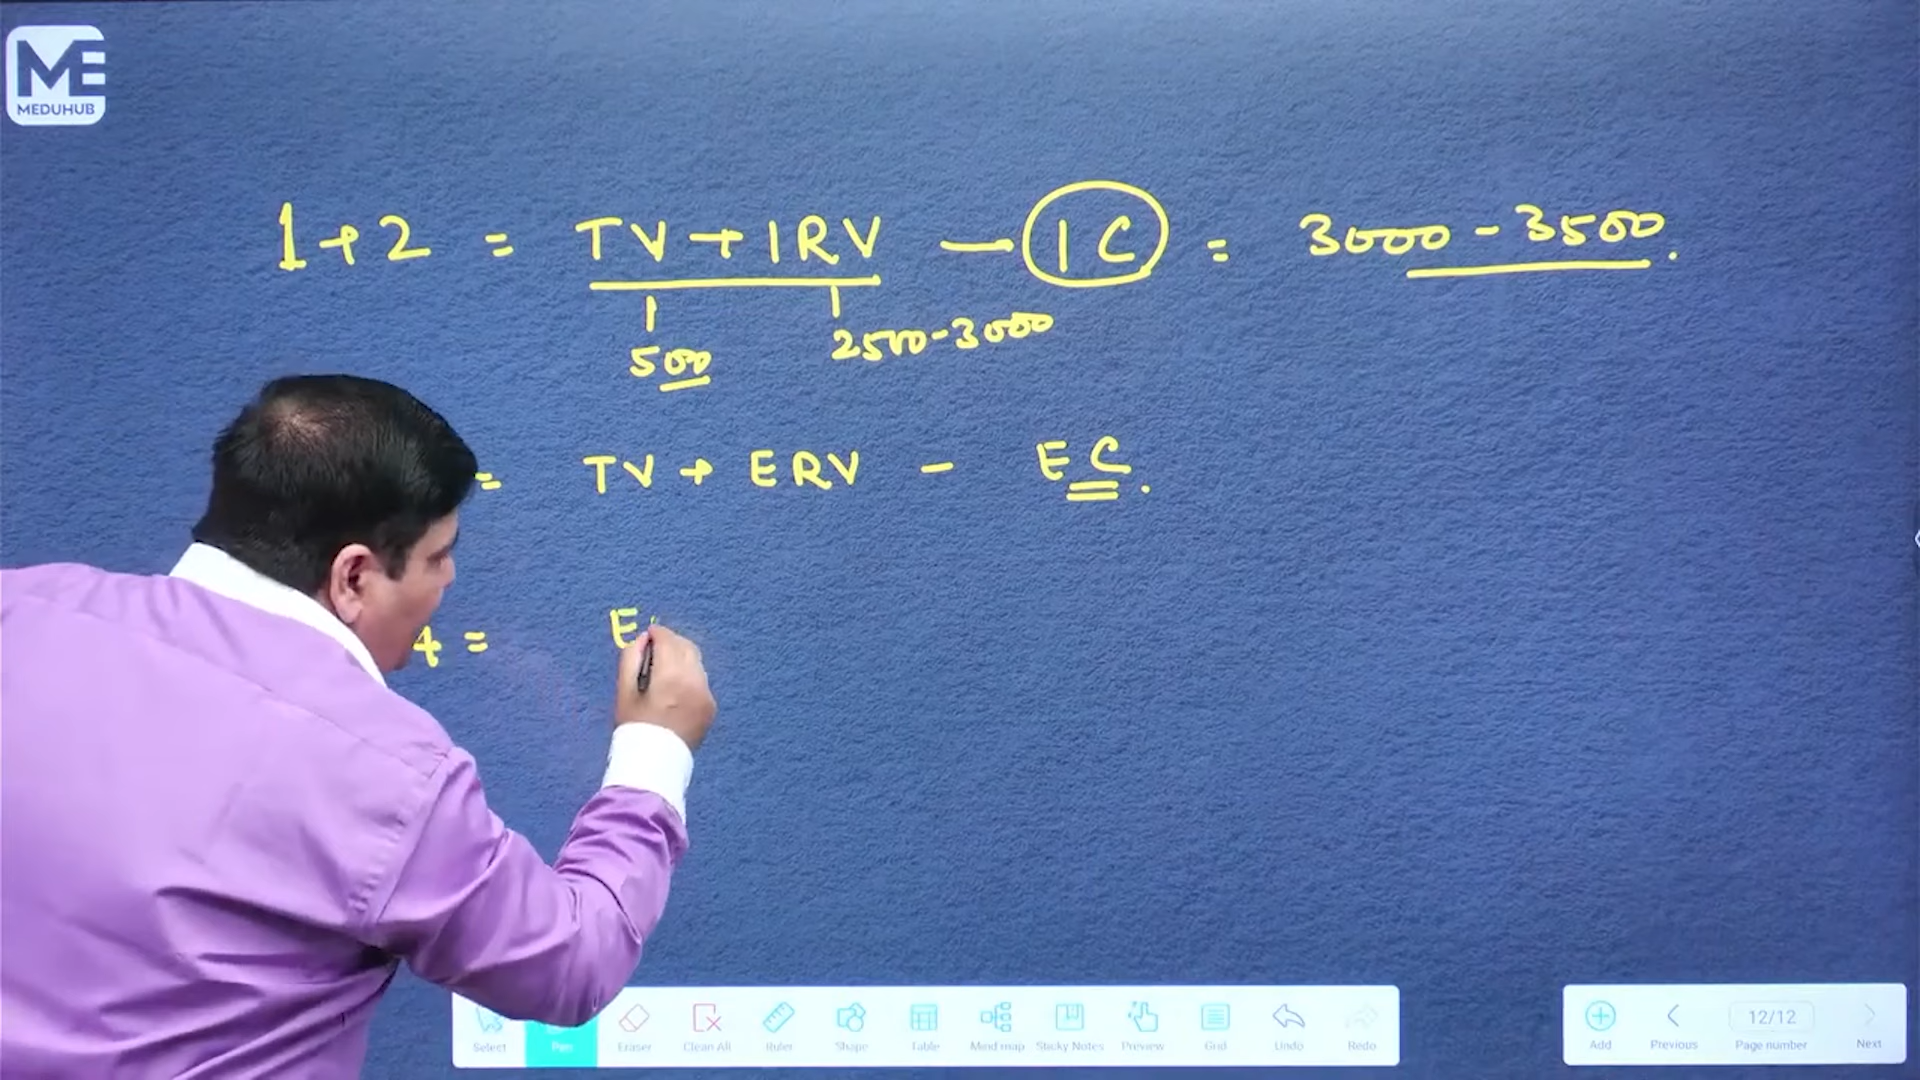 ME
MEDUHUB
1+2 = TV + IRV — IC = 3000 - 3500.
500
2500-3000
= TV + ERV - EC.
4 = E
Select
Pen
Eraser
Clean All
Ruler
Shape
Table
Mind map
Sticky Notes
Preview
Grid
Undo
Redo
Add
Previous
12/12
Page number
Next